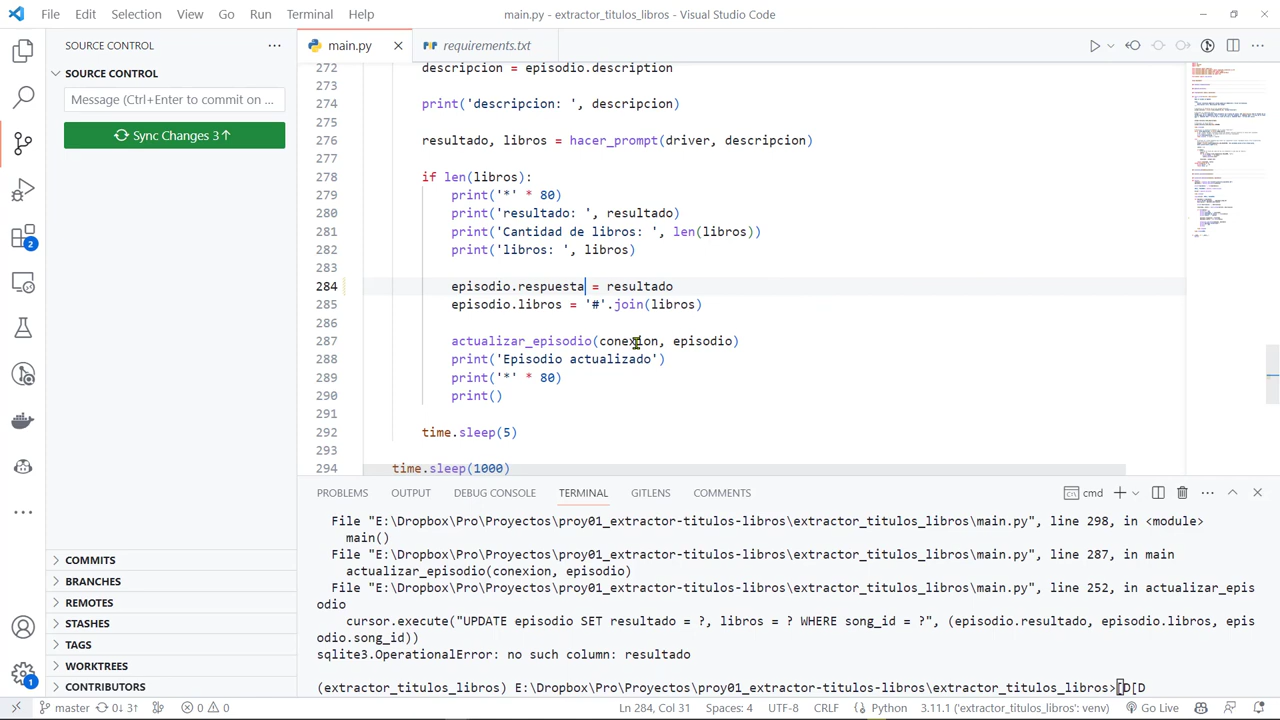 File Edit Selection View Go Run Terminal Help main.py - extractor_titulos_libros - Visual Studio Code
SOURCE CONTROL ···
SOURCE CONTROL
Message (Ctrl+Enter to commit on ...
Sync Changes 3↑
COMMITS
BRANCHES
REMOTES
STASHES
TAGS
WORKTREES
CONTRIBUTORS
2
1
main.py requirements.txt
272 descripcion = episodio.description
273
274 print('descripcion: ', descripcion)
275
276 resultado, libros = hacer_prompt(openai, descripcion)
277
278 if len(libros):
279 print('*' * 80)
280 print('resultado: ', resultado)
281 print('cantidad de libros: ', len(libros))
282 print('libros: ', libros)
283
284 episodio.respuesta = resultado
285 episodio.libros = '#'.join(libros)
286
287 actualizar_episodio(conexion, episodio)
288 print('Episodio actualizado')
289 print('*' * 80)
290 print()
291
292 time.sleep(5)
293
294 time.sleep(1000)
PROBLEMS OUTPUT DEBUG CONSOLE TERMINAL GITLENS COMMENTS cmd
File "E:\Dropbox\Pro\Proyectos\proy01_extractor-titulos-libros\extractor_titulos_libros\main.py", line 298, in <module>
main()
File "E:\Dropbox\Pro\Proyectos\proy01_extractor-titulos-libros\extractor_titulos_libros\main.py", line 287, in main
actualizar_episodio(conexion, episodio)
File "E:\Dropbox\Pro\Proyectos\proy01_extractor-titulos-libros\extractor_titulos_libros\main.py", line 252, in actualizar_epis
odio
cursor.execute("UPDATE episodio SET resultado = ?, libros = ? WHERE song_id = ?", (episodio.resultado, episodio.libros, epis
odio.song_id))
sqlite3.OperationalError: no such column: resultado
(extractor_titulos_libros) E:\Dropbox\Pro\Proyectos\proy01_extractor-titulos-libros\extractor_titulos_libros>[D[D
master 0↓ 3↑ 0 0 Ln 284, Col 31 Spaces: 4 UTF-8 CRLF Python 3.11.1 ('extractor_titulos_libros': venv) Go Live